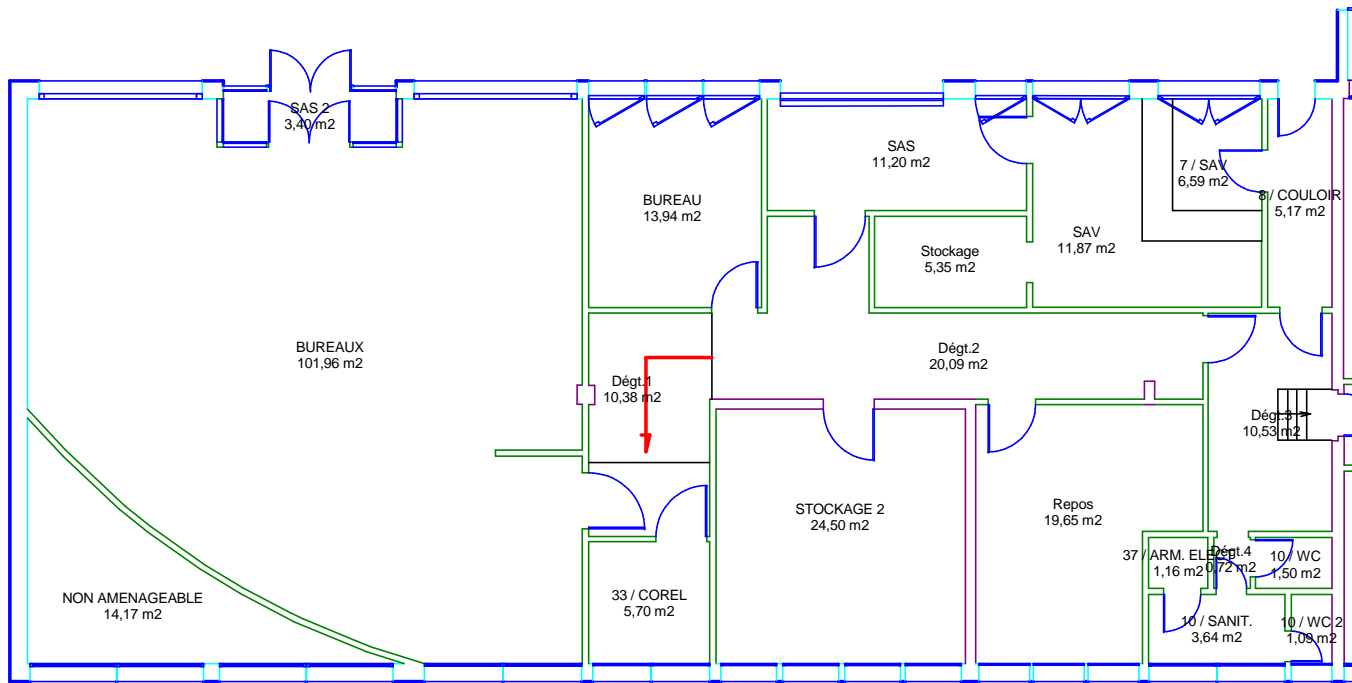 SAS 2
3,40 m2
SAS
11,20 m2
7 / SAV
6,59 m2
BUREAU
13,94 m2
8 / COULOIR
5,17 m2
SAV
11,87 m2
Stockage
5,35 m2
BUREAUX
101,96 m2
Dégt.2
20,09 m2
Dégt.1
10,38 m2
Dégt.3
10,53 m2
STOCKAGE 2
24,50 m2
Repos
19,65 m2
37 / ARM. ELEC
1,16 m2
Dégt.4
0,72 m2
10 / WC
1,50 m2
NON AMENAGEABLE
14,17 m2
33 / COREL
5,70 m2
10 / SANIT.
3,64 m2
10 / WC 2
1,09 m2